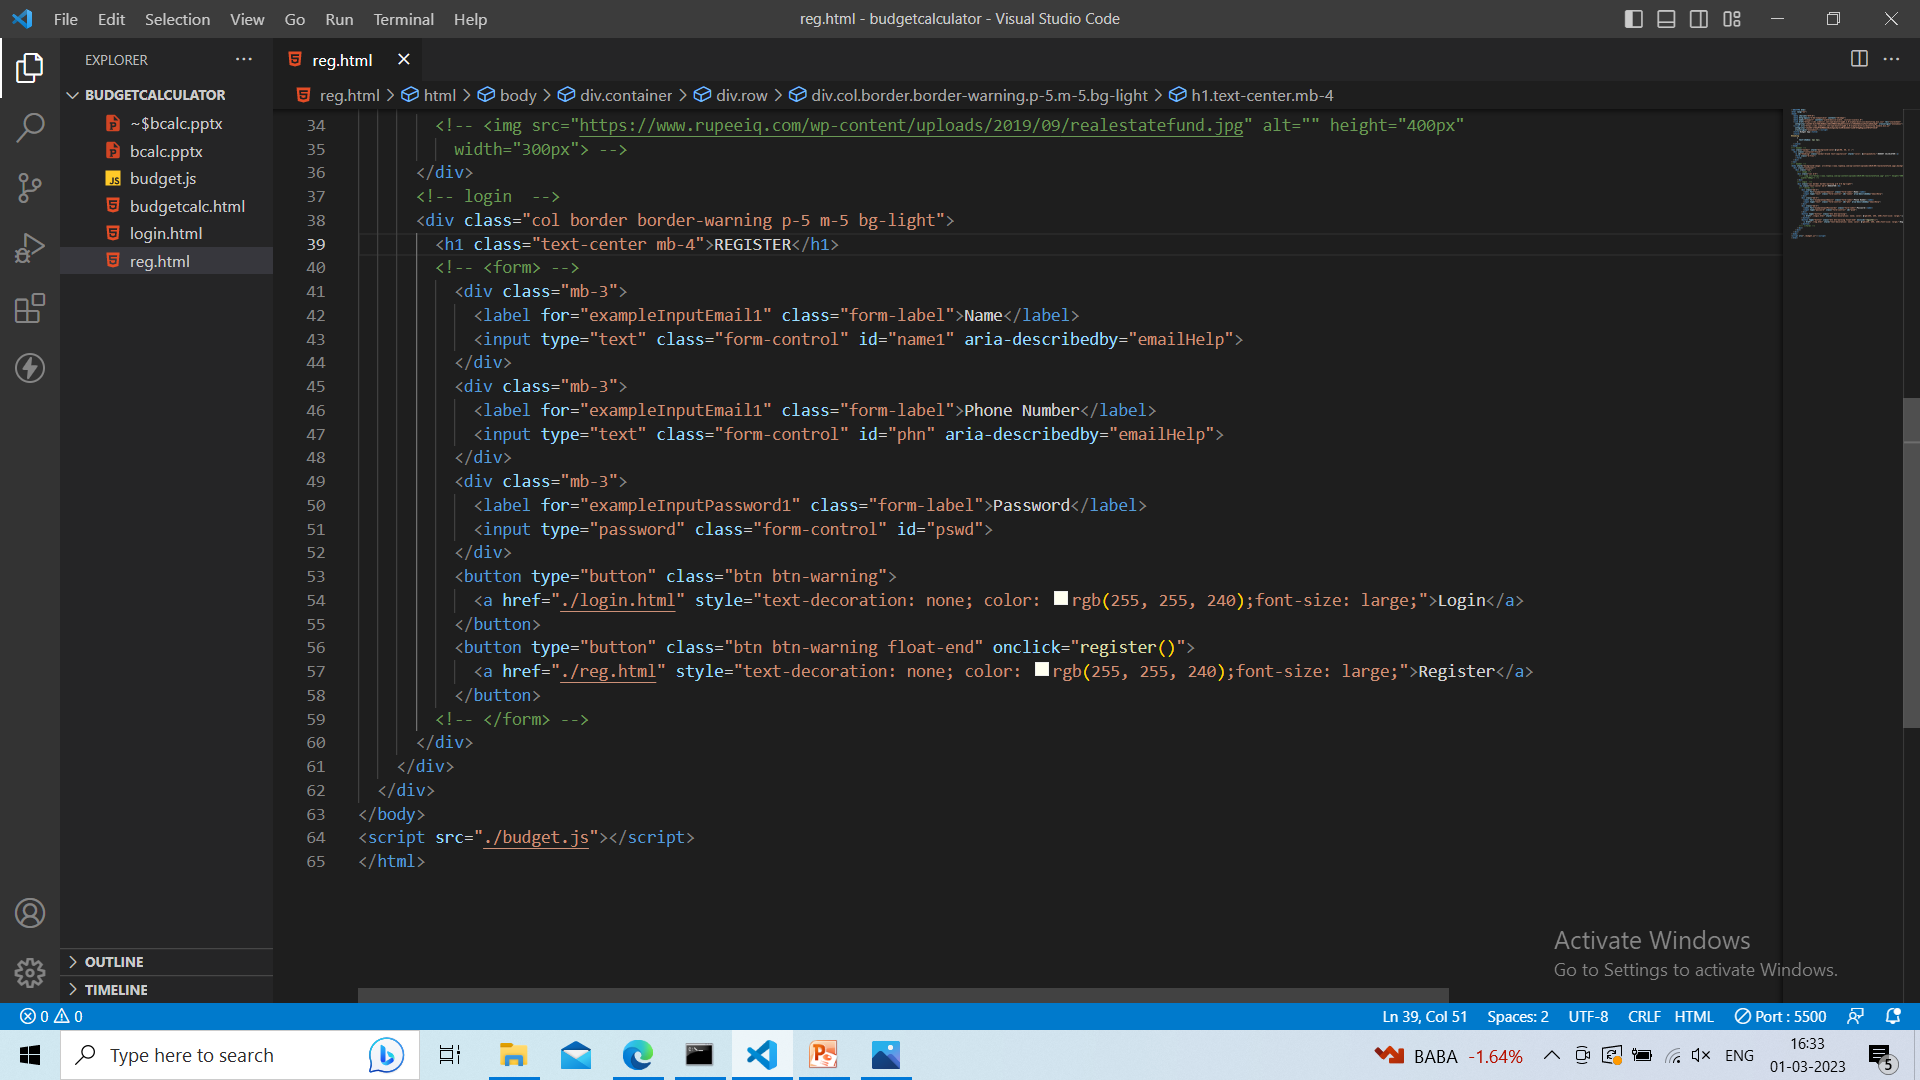 File Edit Selection View Go Run Terminal Help
reg.html - budgetcalculator - Visual Studio Code
EXPLORER
BUDGETCALCULATOR
~$bcalc.pptx
bcalc.pptx
budget.js
budgetcalc.html
login.html
reg.html
OUTLINE
TIMELINE
reg.html
reg.html > html > body > div.container > div.row > div.col.border.border-warning.p-5.m-5.bg-light > h1.text-center.mb-4
34 <!-- <img src="https://www.rupeeiq.com/wp-content/uploads/2019/09/realestatefund.jpg" alt="" height="400px"
35 width="300px"> -->
36 </div>
37 <!-- login  -->
38 <div class="col border border-warning p-5 m-5 bg-light">
39 <h1 class="text-center mb-4">REGISTER</h1>
40 <!-- <form> -->
41 <div class="mb-3">
42 <label for="exampleInputEmail1" class="form-label">Name</label>
43 <input type="text" class="form-control" id="name1" aria-describedby="emailHelp">
44 </div>
45 <div class="mb-3">
46 <label for="exampleInputEmail1" class="form-label">Phone Number</label>
47 <input type="text" class="form-control" id="phn" aria-describedby="emailHelp">
48 </div>
49 <div class="mb-3">
50 <label for="exampleInputPassword1" class="form-label">Password</label>
51 <input type="password" class="form-control" id="pswd">
52 </div>
53 <button type="button" class="btn btn-warning">
54 <a href="./login.html" style="text-decoration: none; color: rgb(255, 255, 240);font-size: large;">Login</a>
55 </button>
56 <button type="button" class="btn btn-warning float-end" onclick="register()">
57 <a href="./reg.html" style="text-decoration: none; color: rgb(255, 255, 240);font-size: large;">Register</a>
58 </button>
59 <!-- </form> -->
60 </div>
61 </div>
62 </div>
63 </body>
64 <script src="./budget.js"></script>
65 </html>
Activate Windows
Go to Settings to activate Windows.
0 0
Ln 39, Col 51 Spaces: 2 UTF-8 CRLF HTML Port : 5500
Type here to search
BABA -1.64%
ENG
16:33
01-03-2023
5